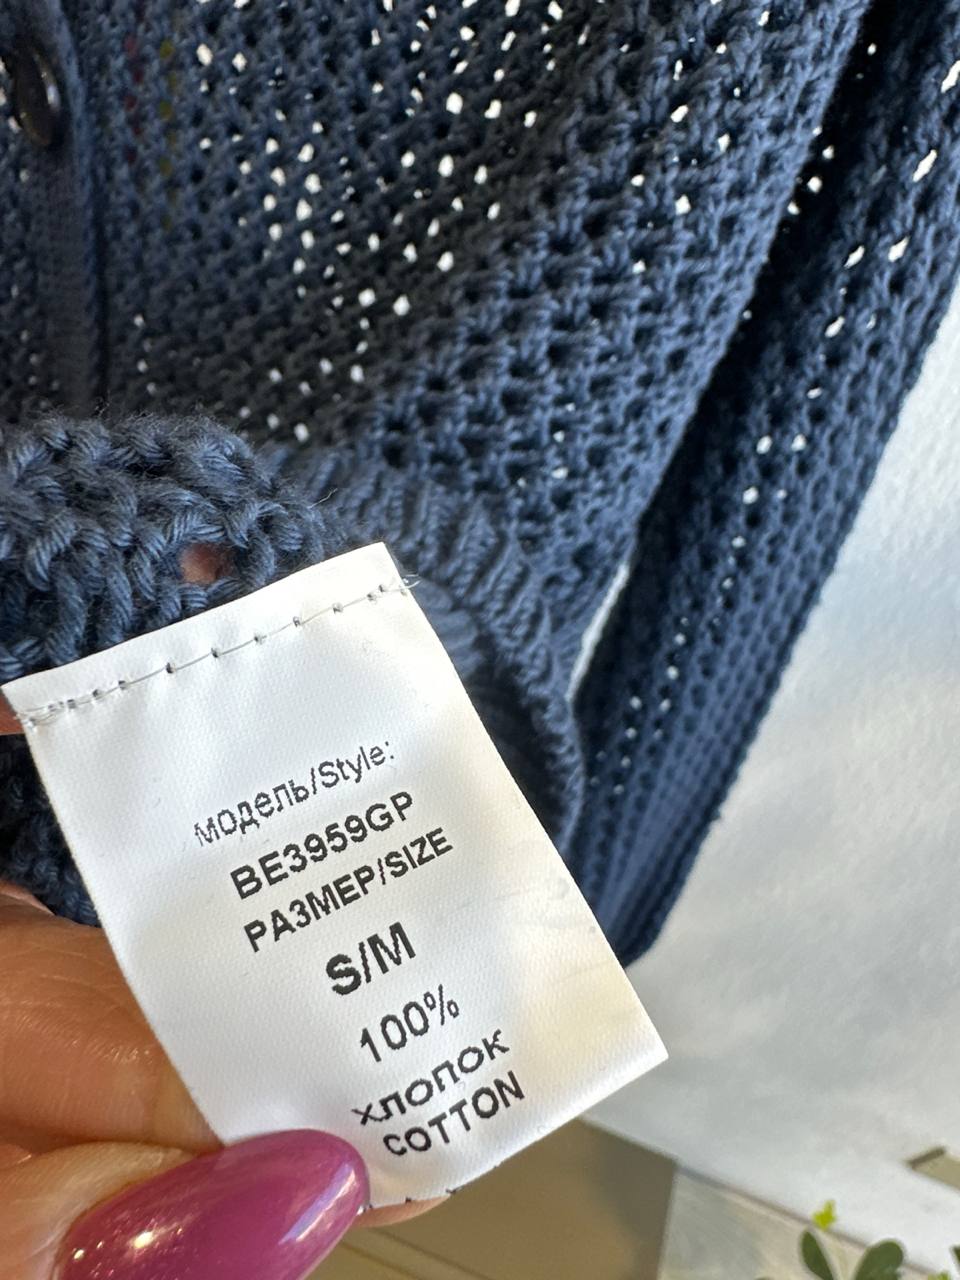 модель/Style:
BE3959GP
РАЗМЕР/SIZE
S/M
100%
ХЛОПОК
COTTON